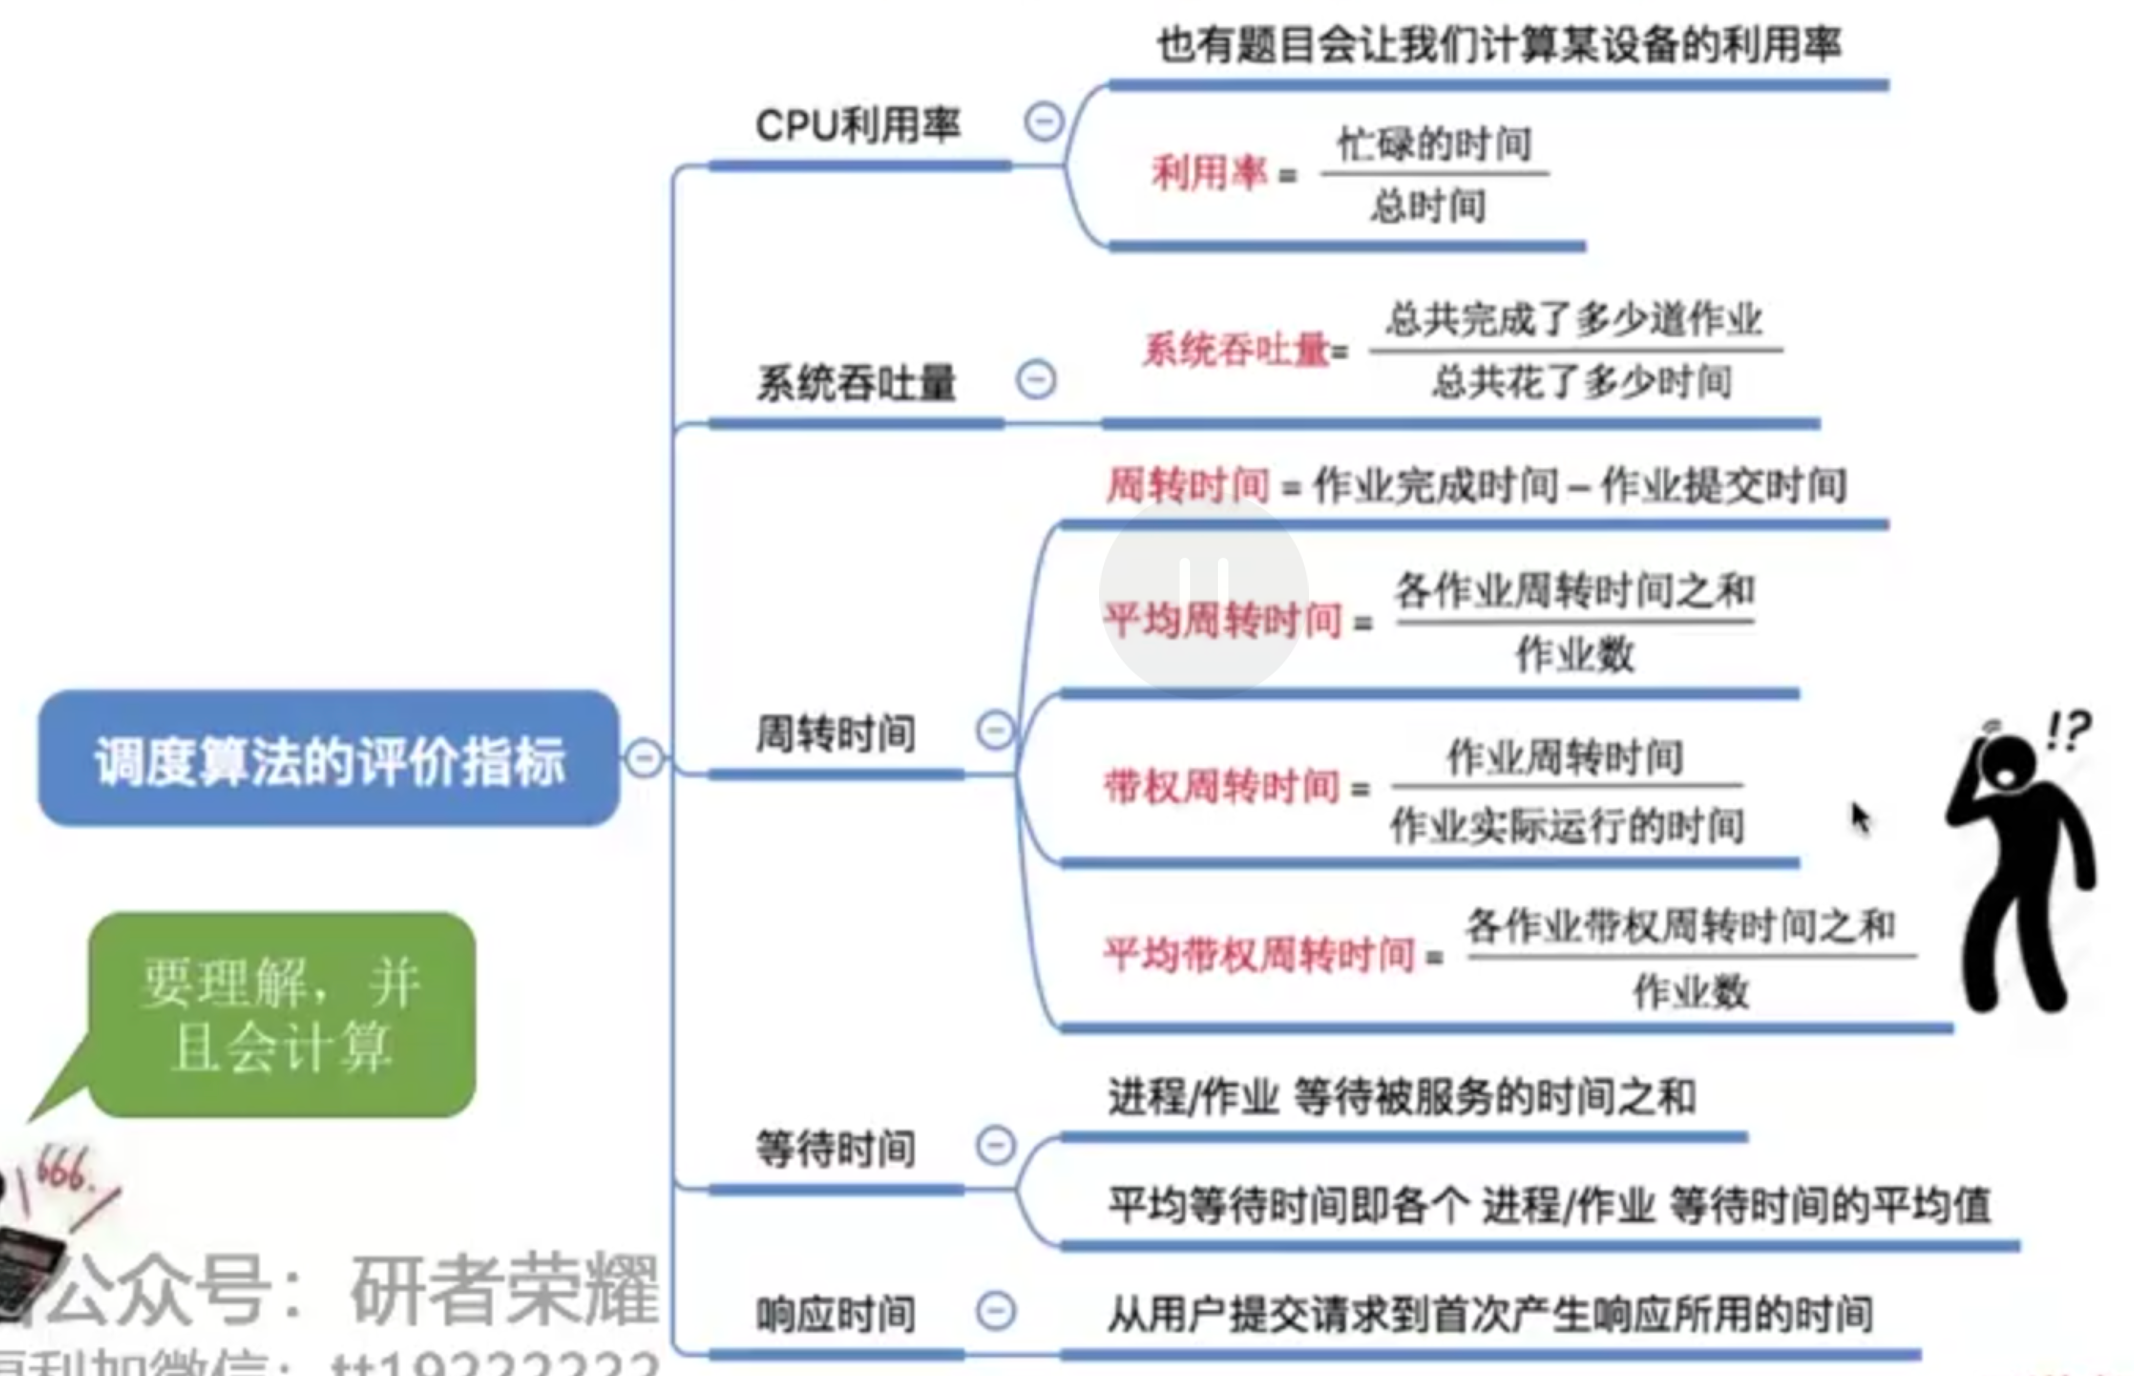 也有题目会让我们计算某设备的利用率
CPU利用率
利用率 = 忙碌的时间
总时间
系统吞吐量
系统吞吐量= 总共完成了多少道作业
总共花了多少时间
周转时间
周转时间 = 作业完成时间 – 作业提交时间
平均周转时间 = 各作业周转时间之和
作业数
带权周转时间 = 作业周转时间
作业实际运行的时间
平均带权周转时间 = 各作业带权周转时间之和
作业数
调度算法的评价指标
!?
要理解，并
且会计算
等待时间
进程/作业 等待被服务的时间之和
平均等待时间即各个 进程/作业 等待时间的平均值
响应时间
从用户提交请求到首次产生响应所用的时间
666.
公众号：研者荣耀
利加微信：